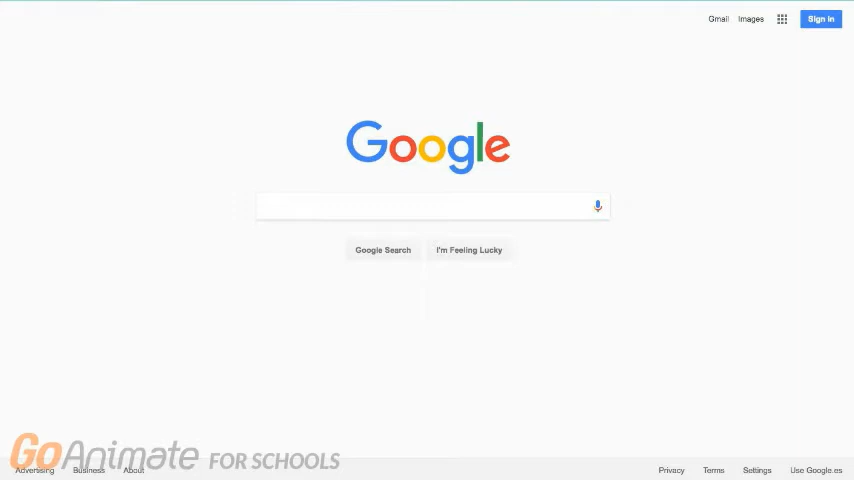 Gmail Images Sign in
Google
Google Search I'm Feeling Lucky
GoAnimate FOR SCHOOLS
Advertising Business About Privacy Terms Settings Use Google.es